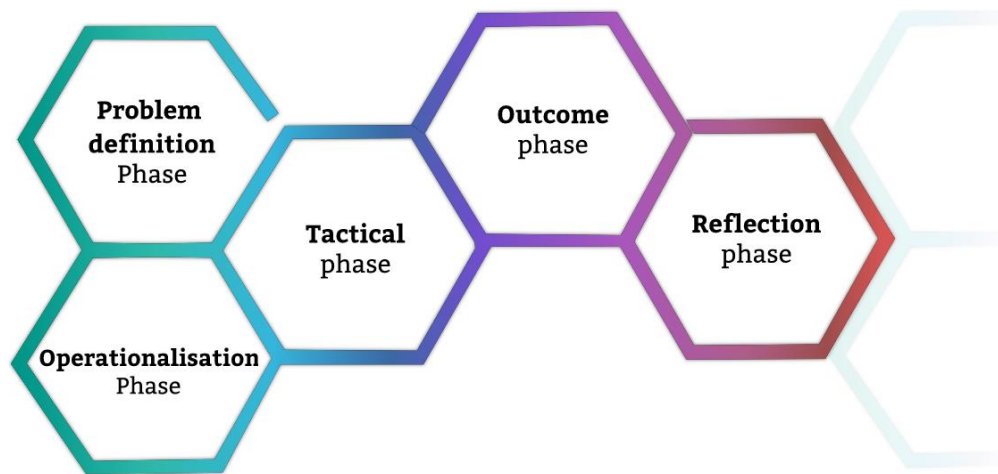 Problem
definition
Phase
Operationalisation
Phase
Tactical
phase
Outcome
phase
Reflection
phase